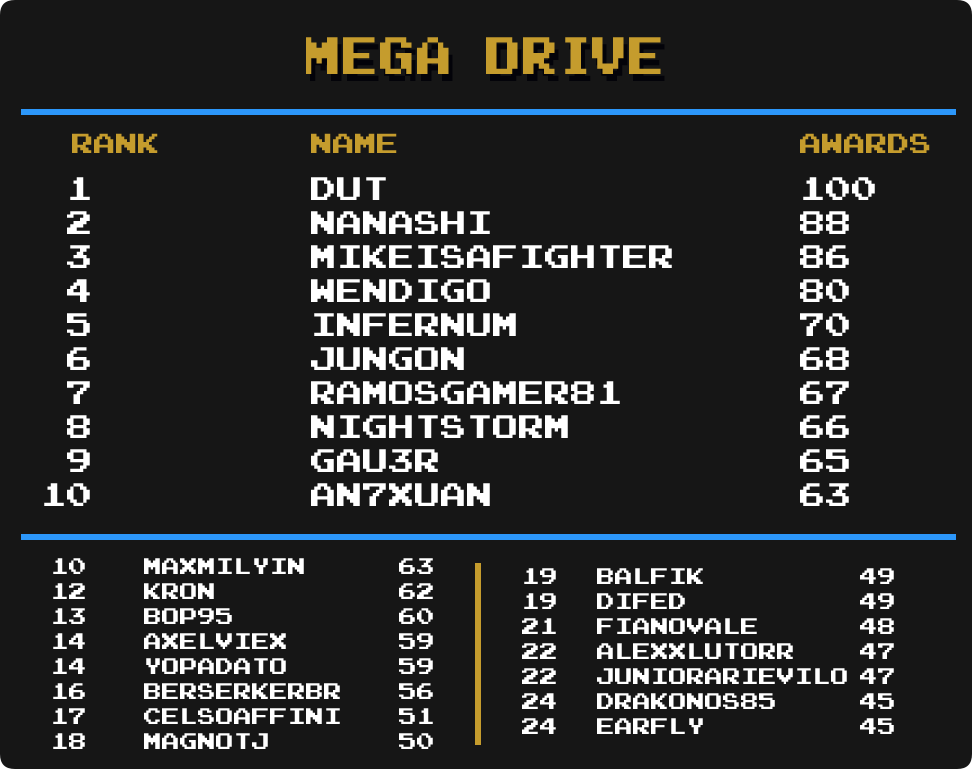 MEGA DRIVE
RANK NAME AWARDS
1 DUT 100
2 NANASHI 88
3 MIKEISAFIGHTER 86
4 WENDIGO 80
5 INFERNUM 70
6 JUNGON 68
7 RAMOSGAMER81 67
8 NIGHTSTORM 66
9 GAU3R 65
10 AN7XUAN 63
10 MAXMILYIN 63
12 KRON 62
13 BOP95 60
14 AXELVIEX 59
14 YOPADATO 59
16 BERSERKERBR 56
17 CELSOAFFINI 51
18 MAGNOTJ 50
19 BALFIK 49
19 DIFED 49
21 FIANOVALE 48
22 ALEXXLUTORR 47
22 JUNIORARIEVILO 47
24 DRAKONOS85 45
24 EARFLY 45